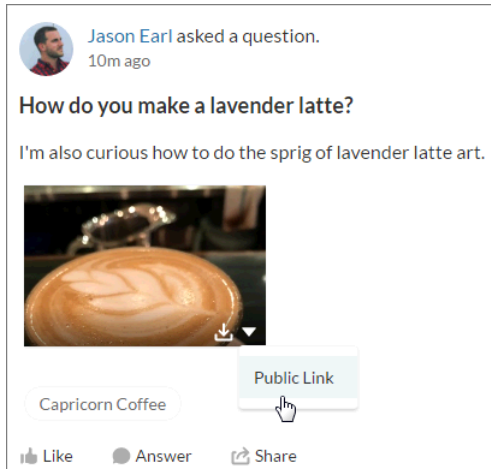 Jason Earl asked a question.
10m ago
How do you make a lavender latte?
I'm also curious how to do the sprig of lavender latte art.
Public Link
Capricorn Coffee
Like Answer Share